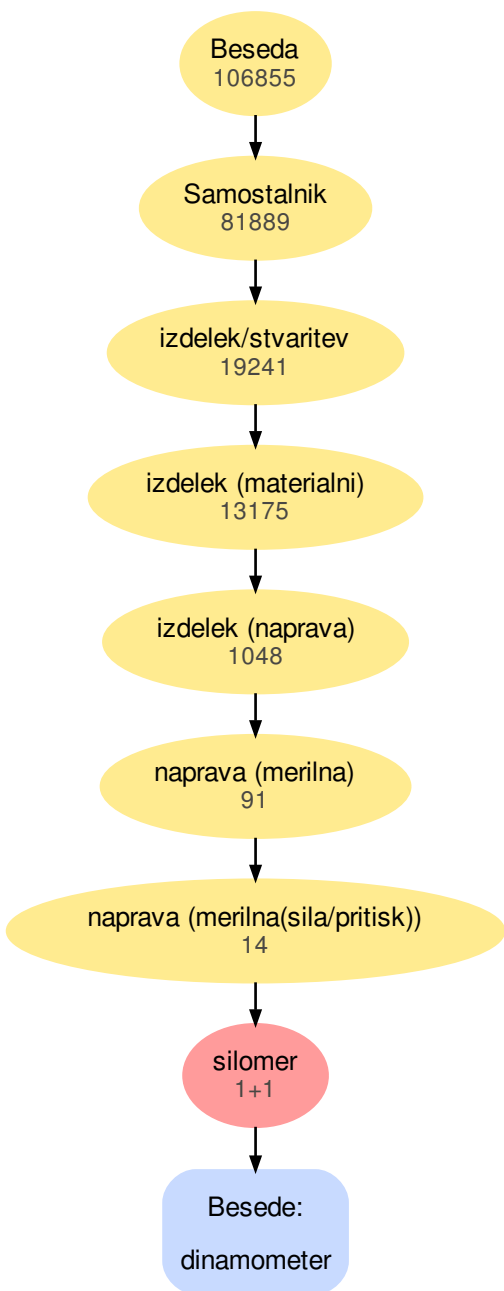 Beseda
106855
Samostalnik
81889
izdelek/stvaritev
19241
izdelek (materialni)
13175
izdelek (naprava)
1048
naprava (merilna)
91
naprava (merilna(sila/pritisk))
14
silomer
1+1
Besede:
dinamometer